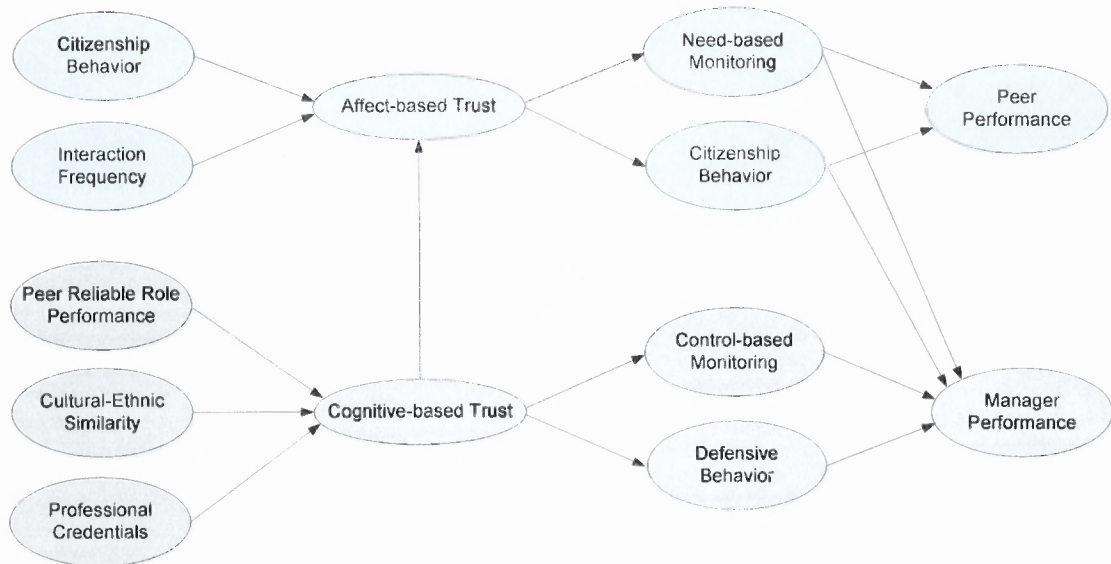 Citizenship
Behavior
Interaction
Frequency
Peer Reliable Role
Performance
Cultural-Ethnic
Similarity
Professional
Credentials
Affect-based Trust
Cognitive-based Trust
Need-based
Monitoring
Citizenship
Behavior
Control-based
Monitoring
Defensive
Behavior
Peer
Performance
Manager
Performance